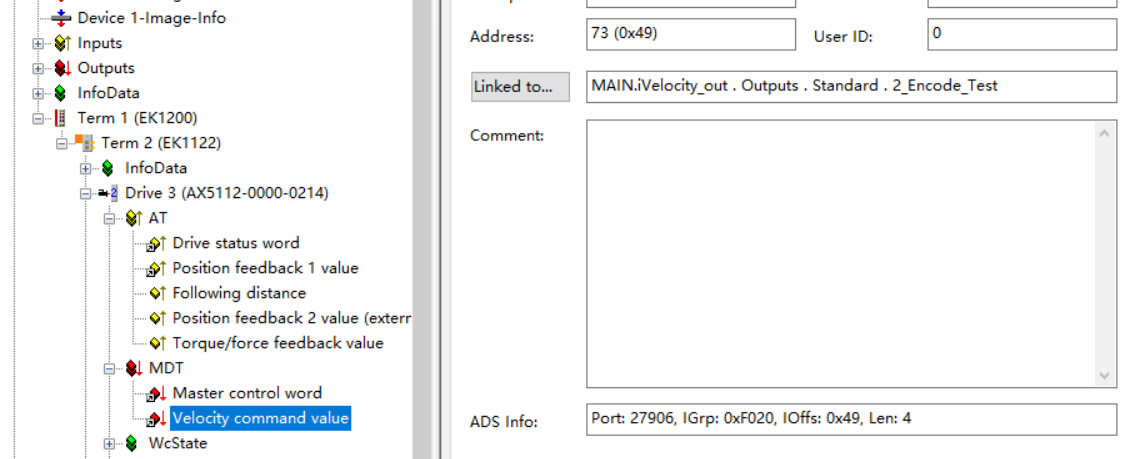 Device 1-Image-Info
Inputs
Outputs
InfoData
Term 1 (EK1200)
Term 2 (EK1122)
InfoData
Drive 3 (AX5112-0000-0214)
AT
Drive status word
Position feedback 1 value
Following distance
Position feedback 2 value (extern
Torque/force feedback value
MDT
Master control word
Velocity command value
WcState
Address:
73 (0x49)
User ID:
0
Linked to...
MAIN.iVelocity_out . Outputs . Standard . 2_Encode_Test
Comment:
ADS Info:
Port: 27906, IGrp: 0xF020, IOffs: 0x49, Len: 4